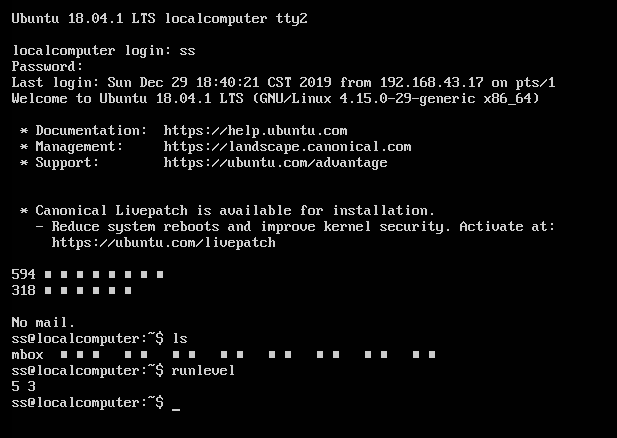 Ubuntu 18.04.1 LTS localcomputer tty2
localcomputer login: ss
Password:
Last login: Sun Dec 29 18:40:21 CST 2019 from 192.168.43.17 on pts/1
Welcome to Ubuntu 18.04.1 LTS (GNU/Linux 4.15.0-29-generic x86_64)
* Documentation:  https://help.ubuntu.com
* Management:     https://landscape.canonical.com
* Support:        https://ubuntu.com/advantage
* Canonical Livepatch is available for installation.
- Reduce system reboots and improve kernel security. Activate at:
https://ubuntu.com/livepatch
594 ■ ■ ■ ■ ■ ■ ■ ■
318 ■ ■ ■ ■ ■ ■
No mail.
ss@localcomputer:~$ ls
mbox  ■ ■ ■  ■ ■  ■ ■  ■ ■  ■ ■  ■ ■  ■ ■  ■ ■
ss@localcomputer:~$ runlevel
5 3
ss@localcomputer:~$ _